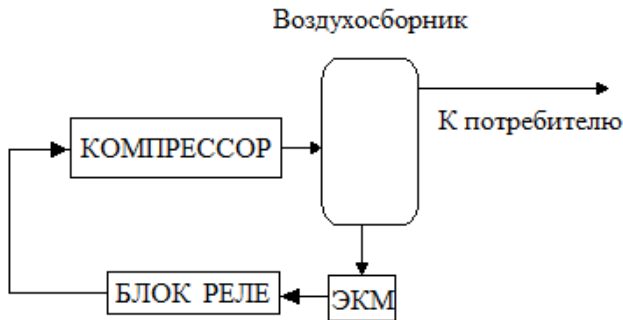 Воздухосборник
К потребителю
КОМПРЕССОР
БЛОК РЕЛЕ
ЭКМ